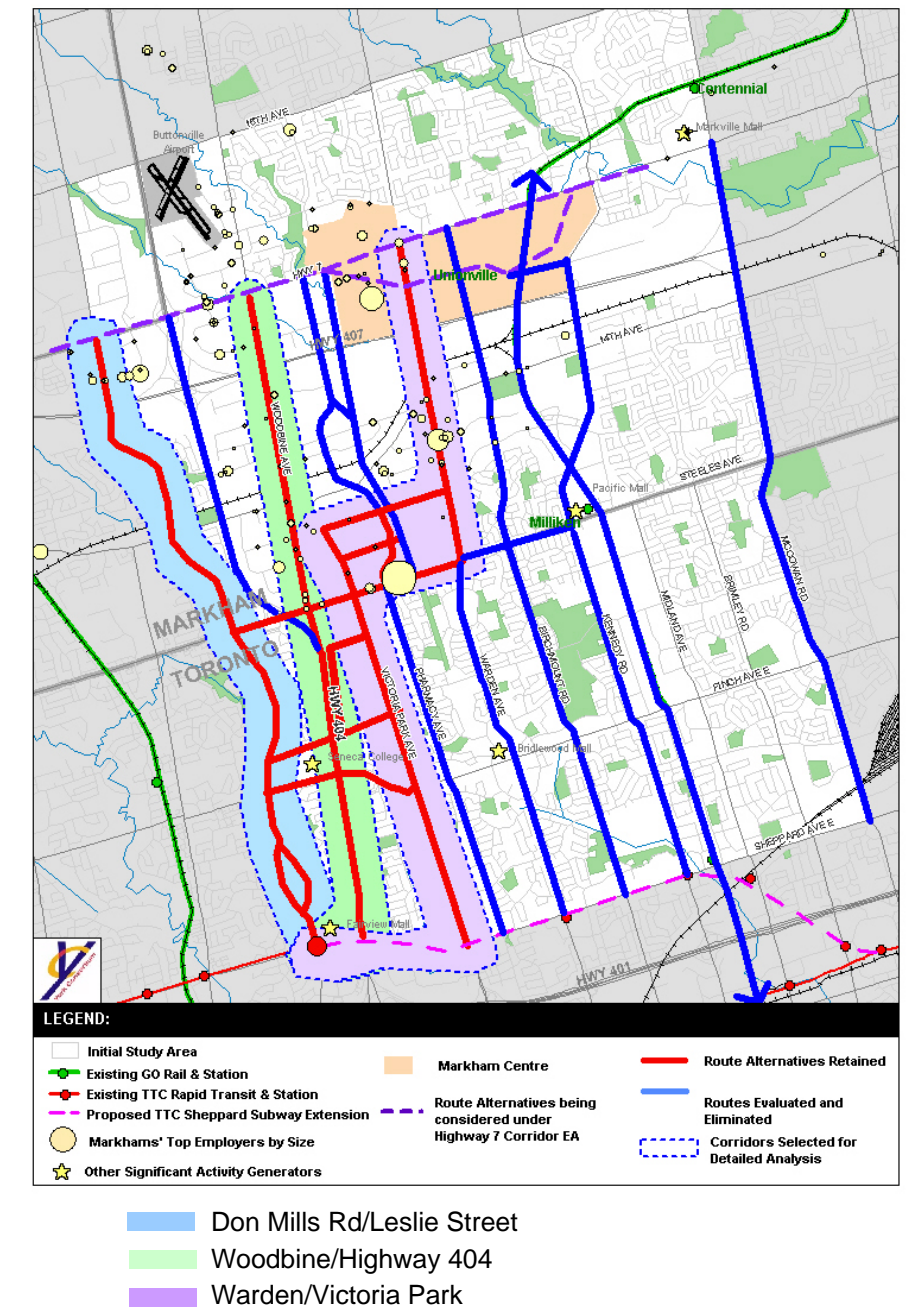 Centennial
Markville Mall
16TH AVE
Buttonville
Airport
HWY 7
Unionville
HWY 407
14TH AVE
WOODBINE AVE
STEELES AVE
Pacific Mall
Milliken
MARKHAM
TORONTO
MCCOWAN RD
BRIMLEY RD
MIDLAND AVE
KENNEDY RD
BIRCHMOUNT RD
WARDEN AVE
PHARMACY AVE
VICTORIA PARK AVE
HWY 404
FINCH AVE E
Bridlewood Mall
Seneca College
SHEPPARD AVE E
Fairview Mall
HWY 401
York Consortium
LEGEND:
Initial Study Area
Existing GO Rail & Station
Existing TTC Rapid Transit & Station
Proposed TTC Sheppard Subway Extension
Markhams' Top Employers by Size
Other Significant Activity Generators
Markham Centre
Route Alternatives being
considered under
Highway 7 Corridor EA
Route Alternatives Retained
Routes Evaluated and
Eliminated
Corridors Selected for
Detailed Analysis
Don Mills Rd/Leslie Street
Woodbine/Highway 404
Warden/Victoria Park